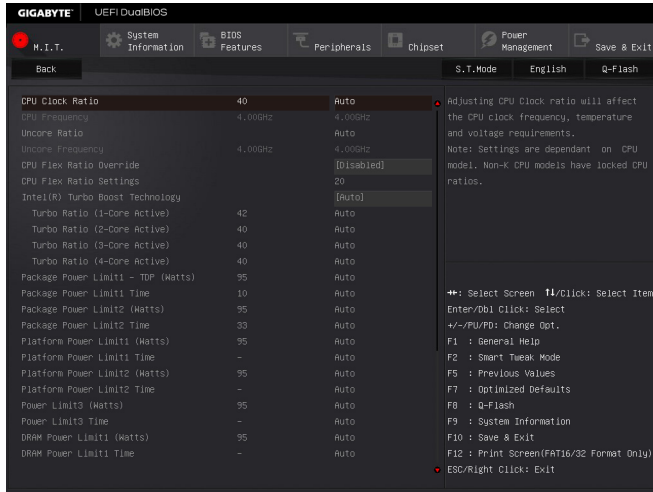 GIGABYTE™ UEFI DualBIOS
M.I.T. System Information BIOS Features Peripherals Chipset Power Management Save & Exit
Back S.T.Mode English Q-Flash
CPU Clock Ratio 40 Auto
CPU Frequency 4.00GHz 4.00GHz
Uncore Ratio Auto
Uncore Frequency 4.00GHz 4.00GHz
CPU Flex Ratio Override [Disabled]
CPU Flex Ratio Settings 20
Intel(R) Turbo Boost Technology [Auto]
Turbo Ratio (1-Core Active) 42 Auto
Turbo Ratio (2-Core Active) 40 Auto
Turbo Ratio (3-Core Active) 40 Auto
Turbo Ratio (4-Core Active) 40 Auto
Package Power Limit1 - TDP (Watts) 95 Auto
Package Power Limit1 Time 10 Auto
Package Power Limit2 (Watts) 95 Auto
Package Power Limit2 Time 33 Auto
Platform Power Limit1 (Watts) 95 Auto
Platform Power Limit1 Time - Auto
Platform Power Limit2 (Watts) 95 Auto
Platform Power Limit2 Time - Auto
Power Limit3 (Watts) 95 Auto
Power Limit3 Time - Auto
DRAM Power Limit1 (Watts) 95 Auto
DRAM Power Limit1 Time - Auto
Adjusting CPU Clock ratio will affect
the CPU clock frequency, temperature
and voltage requirements.
Note: Settings are dependant on CPU
model. Non-K CPU models have locked CPU
ratios.
→←: Select Screen ↑↓/Click: Select Item
Enter/Dbl Click: Select
+/-/PU/PD: Change Opt.
F1 : General Help
F2 : Smart Tweak Mode
F5 : Previous Values
F7 : Optimized Defaults
F8 : Q-Flash
F9 : System Information
F10 : Save & Exit
F12 : Print Screen(FAT16/32 Format Only)
ESC/Right Click: Exit